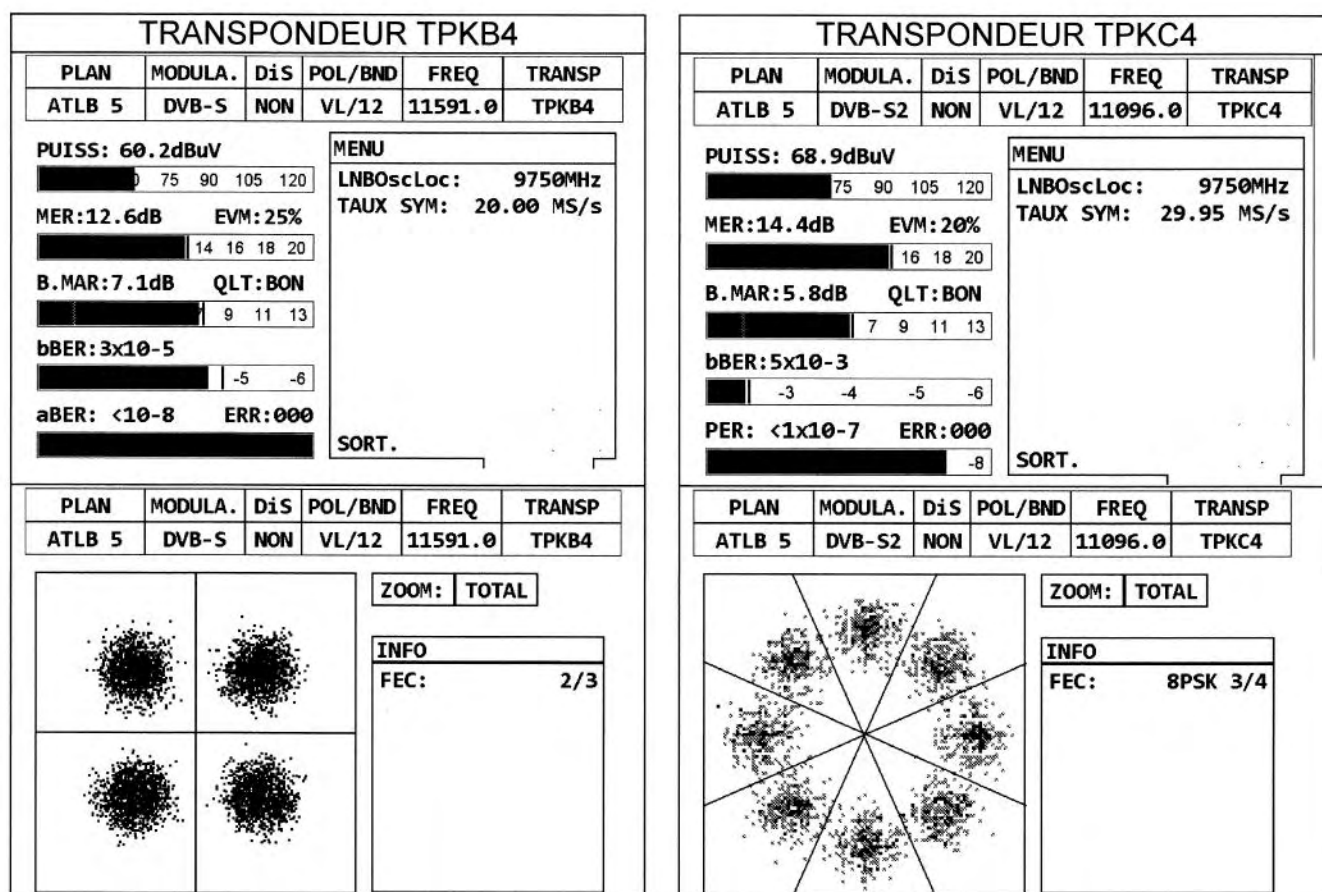 TRANSPONDEUR TPKB4
PLAN MODULA. DiS POL/BND FREQ TRANSP
ATLB 5 DVB-S NON VL/12 11591.0 TPKB4
PUISS: 60.2dBuV
75 90 105 120
MER:12.6dB EVM:25%
14 16 18 20
B.MAR:7.1dB QLT:BON
9 11 13
bBER:3x10-5
-5 -6
aBER: <10-8 ERR:000
MENU
LNBOscLoc: 9750MHz
TAUX SYM: 20.00 MS/s
SORT.
PLAN MODULA. DiS POL/BND FREQ TRANSP
ATLB 5 DVB-S NON VL/12 11591.0 TPKB4
ZOOM: TOTAL
INFO
FEC: 2/3
TRANSPONDEUR TPKC4
PLAN MODULA. DiS POL/BND FREQ TRANSP
ATLB 5 DVB-S2 NON VL/12 11096.0 TPKC4
PUISS: 68.9dBuV
75 90 105 120
MER:14.4dB EVM:20%
16 18 20
B.MAR:5.8dB QLT:BON
7 9 11 13
bBER:5x10-3
-3 -4 -5 -6
PER: <1x10-7 ERR:000
-8
MENU
LNBOscLoc: 9750MHz
TAUX SYM: 29.95 MS/s
SORT.
PLAN MODULA. DiS POL/BND FREQ TRANSP
ATLB 5 DVB-S2 NON VL/12 11096.0 TPKC4
ZOOM: TOTAL
INFO
FEC: 8PSK 3/4